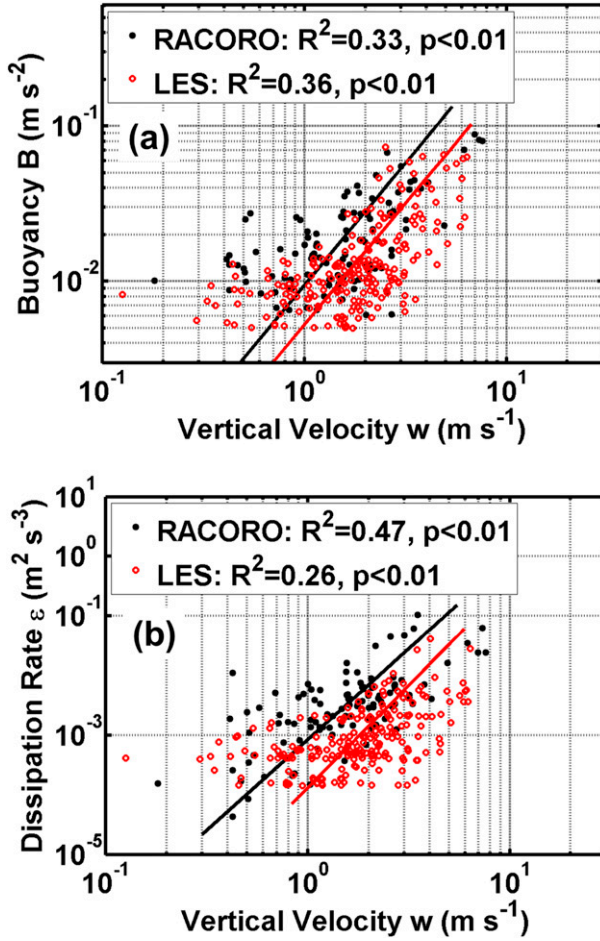 RACORO: R²=0.33, p<0.01
LES: R²=0.36, p<0.01
(a)
Buoyancy B (m s⁻²)
10⁻¹
10⁻²
10⁻¹ 10⁰ 10¹
Vertical Velocity w (m s⁻¹)
10¹
RACORO: R²=0.47, p<0.01
LES: R²=0.26, p<0.01
10⁰
(b)
Dissipation Rate ε (m² s⁻³)
10⁻¹
10⁻³
10⁻⁵
10⁻¹ 10⁰ 10¹
Vertical Velocity w (m s⁻¹)